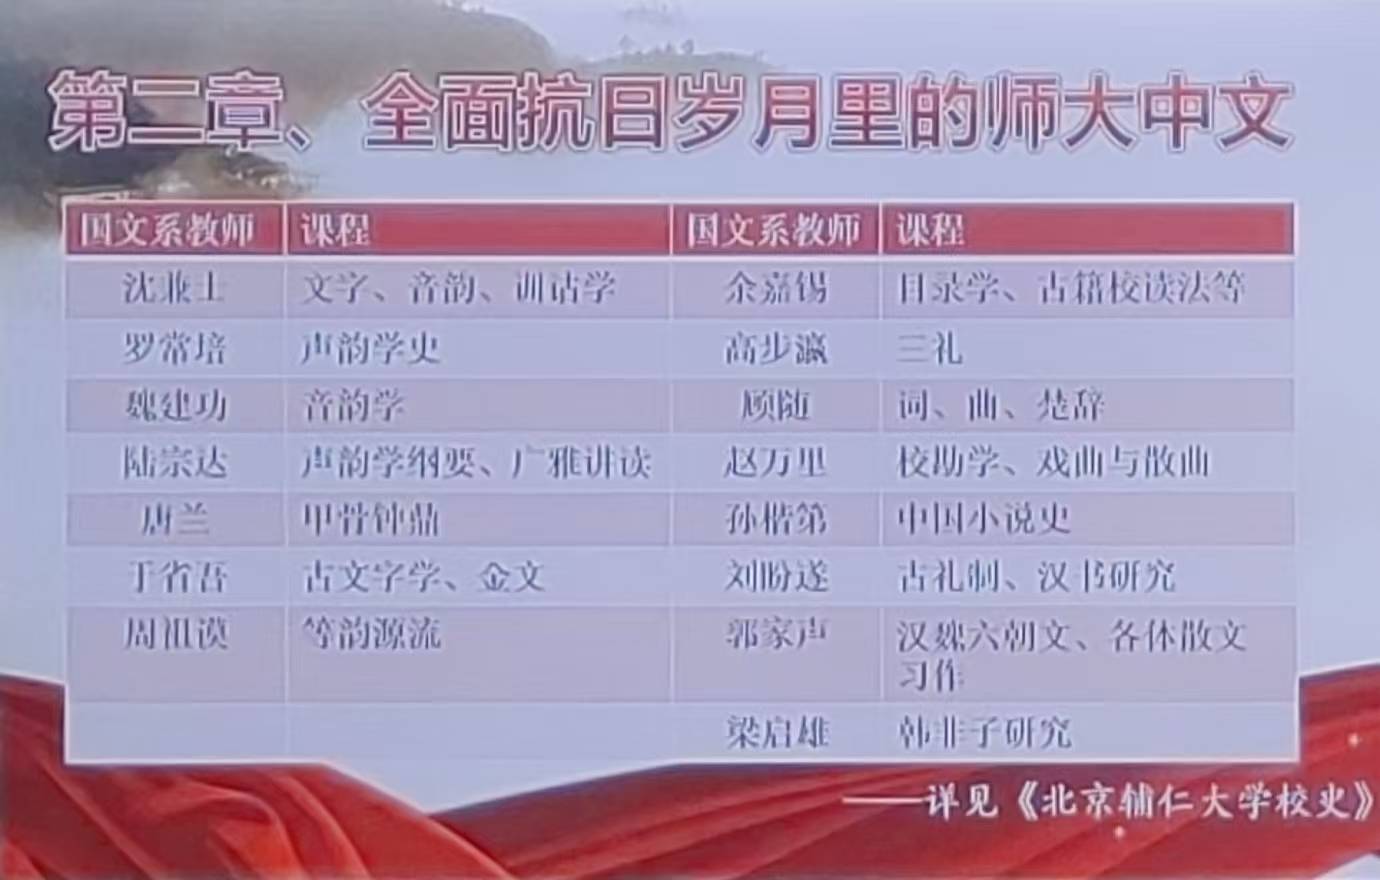 第二章、全面抗日岁月里的师大中文
国文系教师 课程 国文系教师 课程
沈兼士 文字、音韵、训诂学 余嘉锡 目录学、古籍校读法等
罗常培 声韵学史 高步瀛 三礼
魏建功 音韵学 顾随 词、曲、楚辞
陆宗达 声韵学纲要、广雅讲读 赵万里 校勘学、戏曲与散曲
唐兰 甲骨钟鼎 孙楷第 中国小说史
于省吾 古文字学、金文 刘盼遂 古礼制、汉书研究
周祖谟 等韵源流 郭家声 汉魏六朝文、各体散文
习作
梁启雄 韩非子研究
——详见《北京辅仁大学校史》